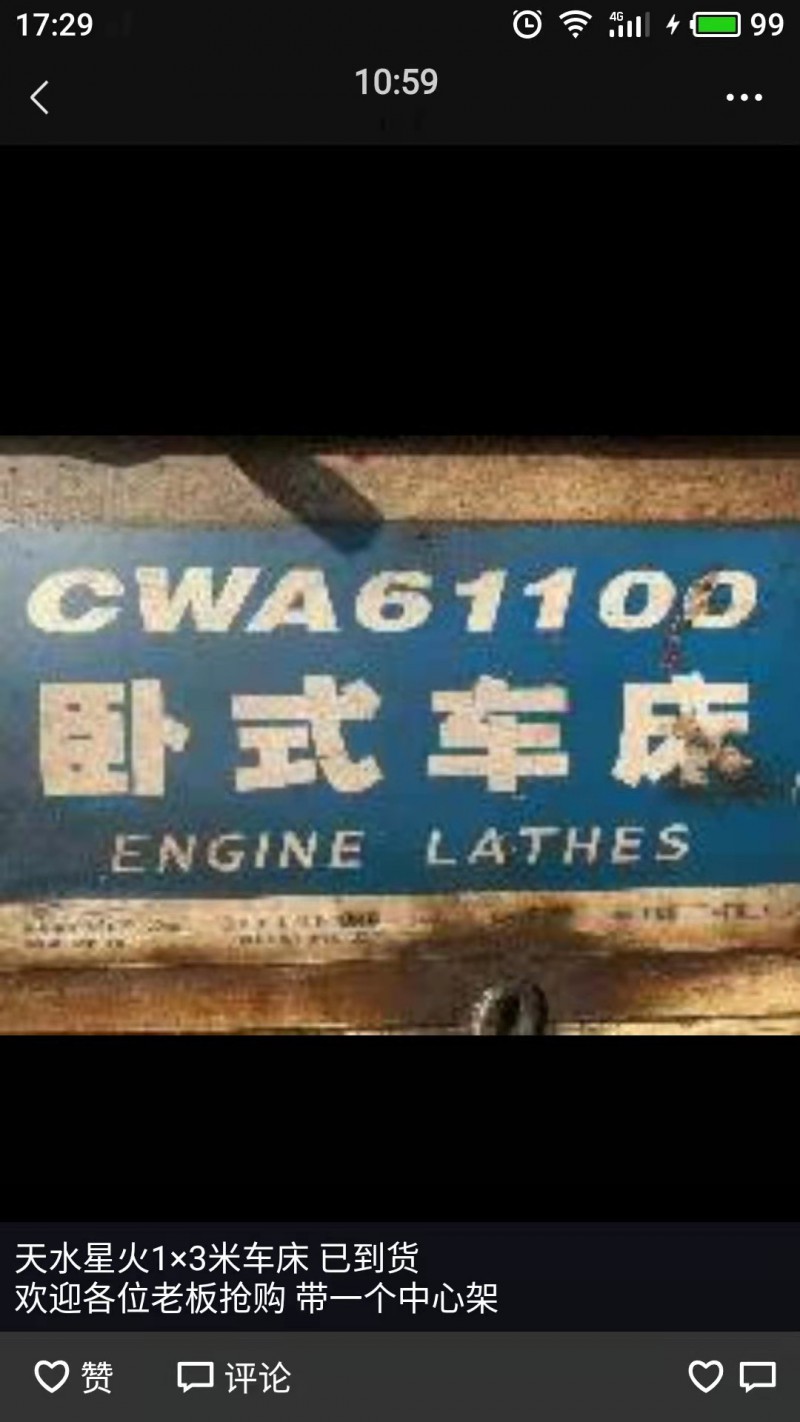 17:29
4G
99
10:59
CWA61100
卧式车床
ENGINE LATHES
天水星火1×3米车床 已到货
欢迎各位老板抢购 带一个中心架
赞
评论